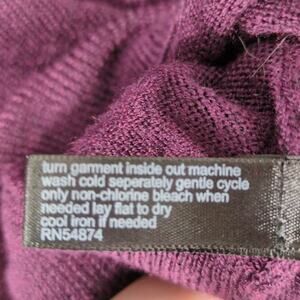 turn garment inside out machine
wash cold seperately gentle cycle
only non-chlorine bleach when
needed lay flat to dry
cool iron if needed
RN54874